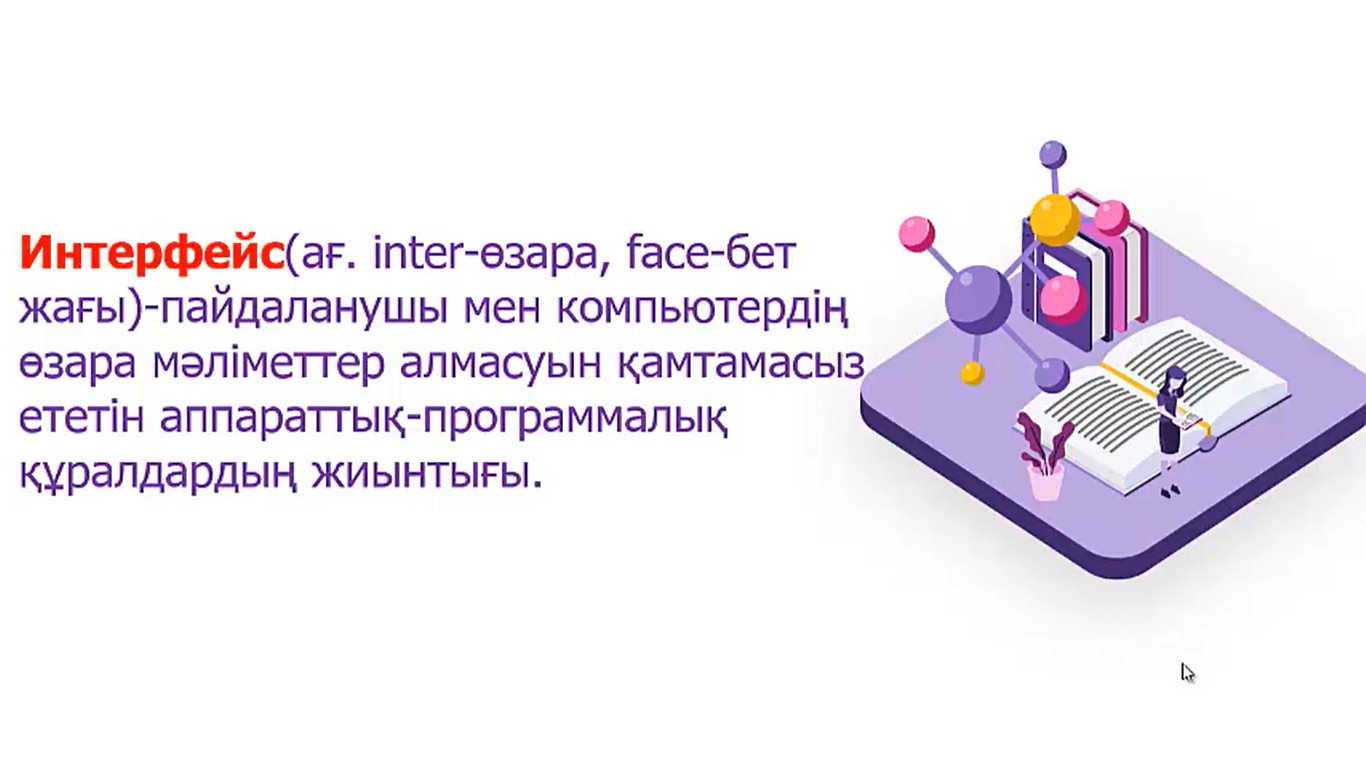 Интерфейс(ағ. inter-өзара, face-бет
жағы)-пайдаланушы мен компьютердің
өзара мәліметтер алмасуын қамтамасыз
ететін аппараттық-программалық
құралдардың жиынтығы.